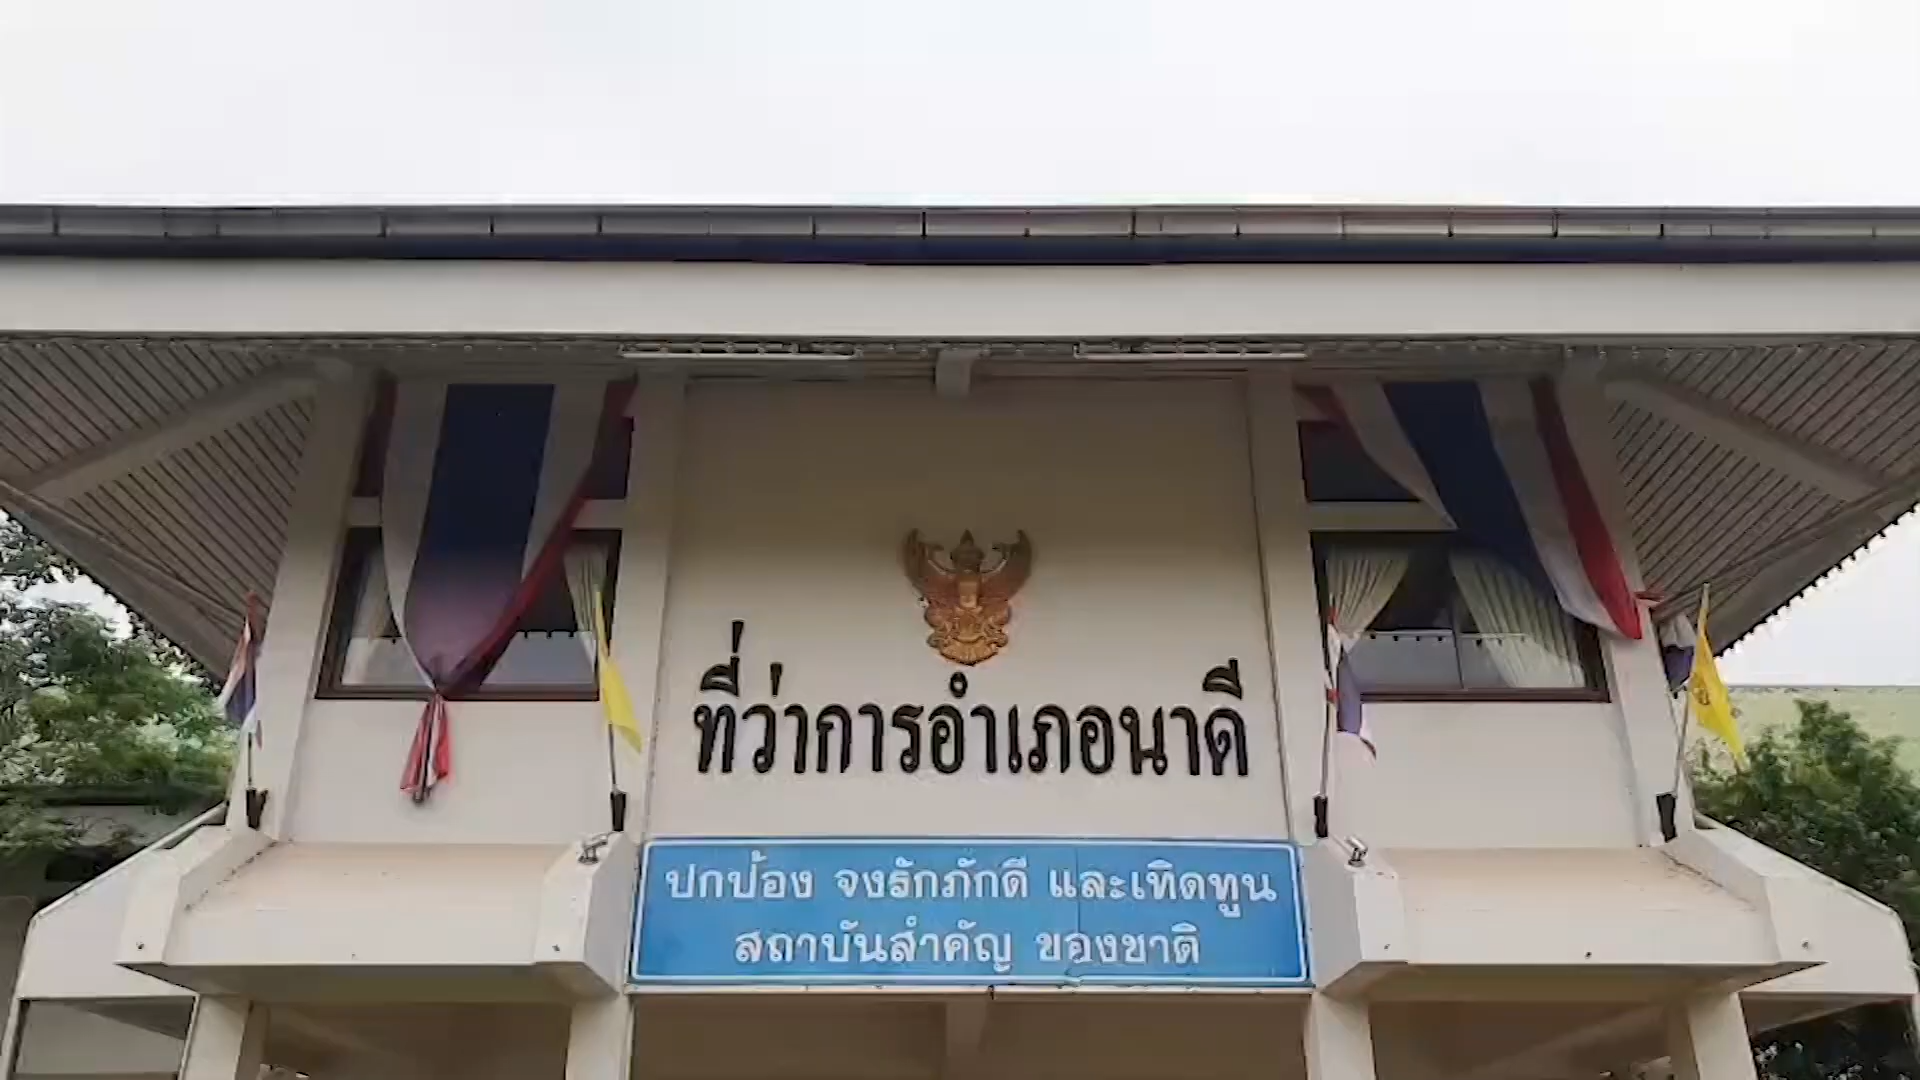 ที่ว่าการอำเภอนาดี
ปกป้อง จงรักภักดี และเทิดทูน
สถาบันสำคัญ ของชาติ